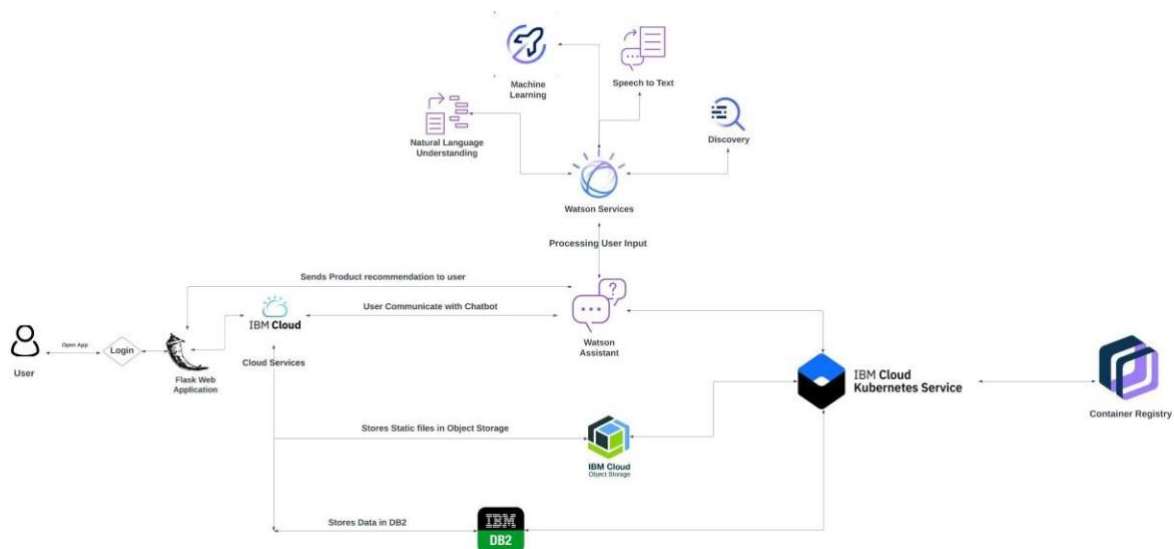 Machine
Learning
Speech to Text
Natural Language
Understanding
Discovery
Watson Services
Processing User Input
Sends Product recommendation to user
User Communicate with Chatbot
IBM Cloud
Cloud Services
Watson
Assistant
User
Open App
Login
Flask Web
Application
IBM Cloud
Kubernetes Service
Container Registry
Stores Static files in Object Storage
IBM Cloud
Object Storage
Stores Data in DB2
IBM
DB2